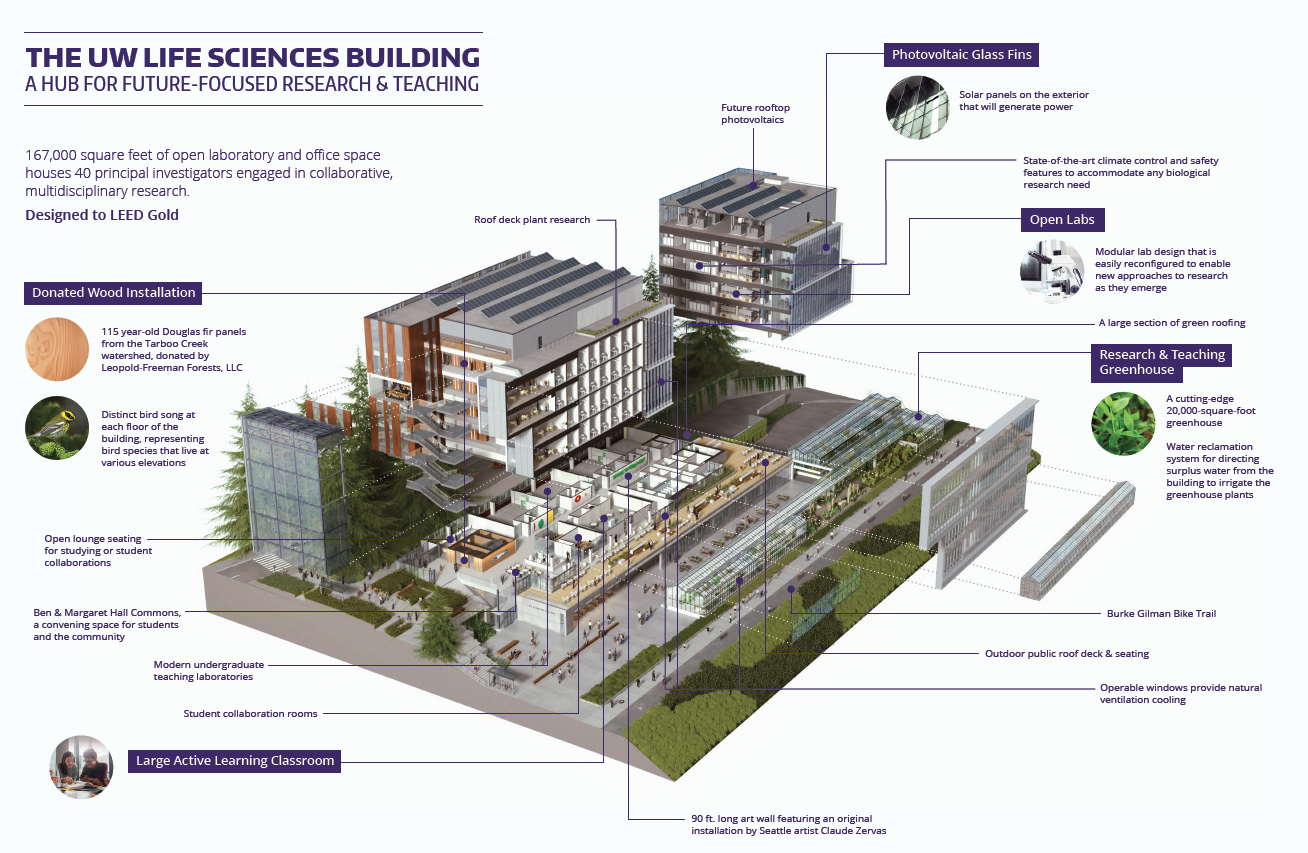 THE UW LIFE SCIENCES BUILDING
A HUB FOR FUTURE-FOCUSED RESEARCH & TEACHING
167,000 square feet of open laboratory and office space
houses 40 principal investigators engaged in collaborative,
multidisciplinary research.
Designed to LEED Gold
Photovoltaic Glass Fins
Solar panels on the exterior
that will generate power
Future rooftop
photovoltaics
State-of-the-art climate control and safety
features to accommodate any biological
research need
Roof deck plant research
Open Labs
Modular lab design that is
easily reconfigured to enable
new approaches to research
as they emerge
Donated Wood Installation
115 year-old Douglas fir panels
from the Tarboo Creek
watershed, donated by
Leopold-Freeman Forests, LLC
Distinct bird song at
each floor of the
building, representing
bird species that live at
various elevations
A large section of green roofing
Research & Teaching
Greenhouse
A cutting-edge
20,000-square-foot
greenhouse
Water reclamation
system for directing
surplus water from the
building to irrigate the
greenhouse plants
Open lounge seating
for studying or student
collaborations
Ben & Margaret Hall Commons,
a convening space for students
and the community
Modern undergraduate
teaching laboratories
Student collaboration rooms
Large Active Learning Classroom
Burke Gilman Bike Trail
Outdoor public roof deck & seating
Operable windows provide natural
ventilation cooling
90 ft. long art wall featuring an original
installation by Seattle artist Claude Zervas